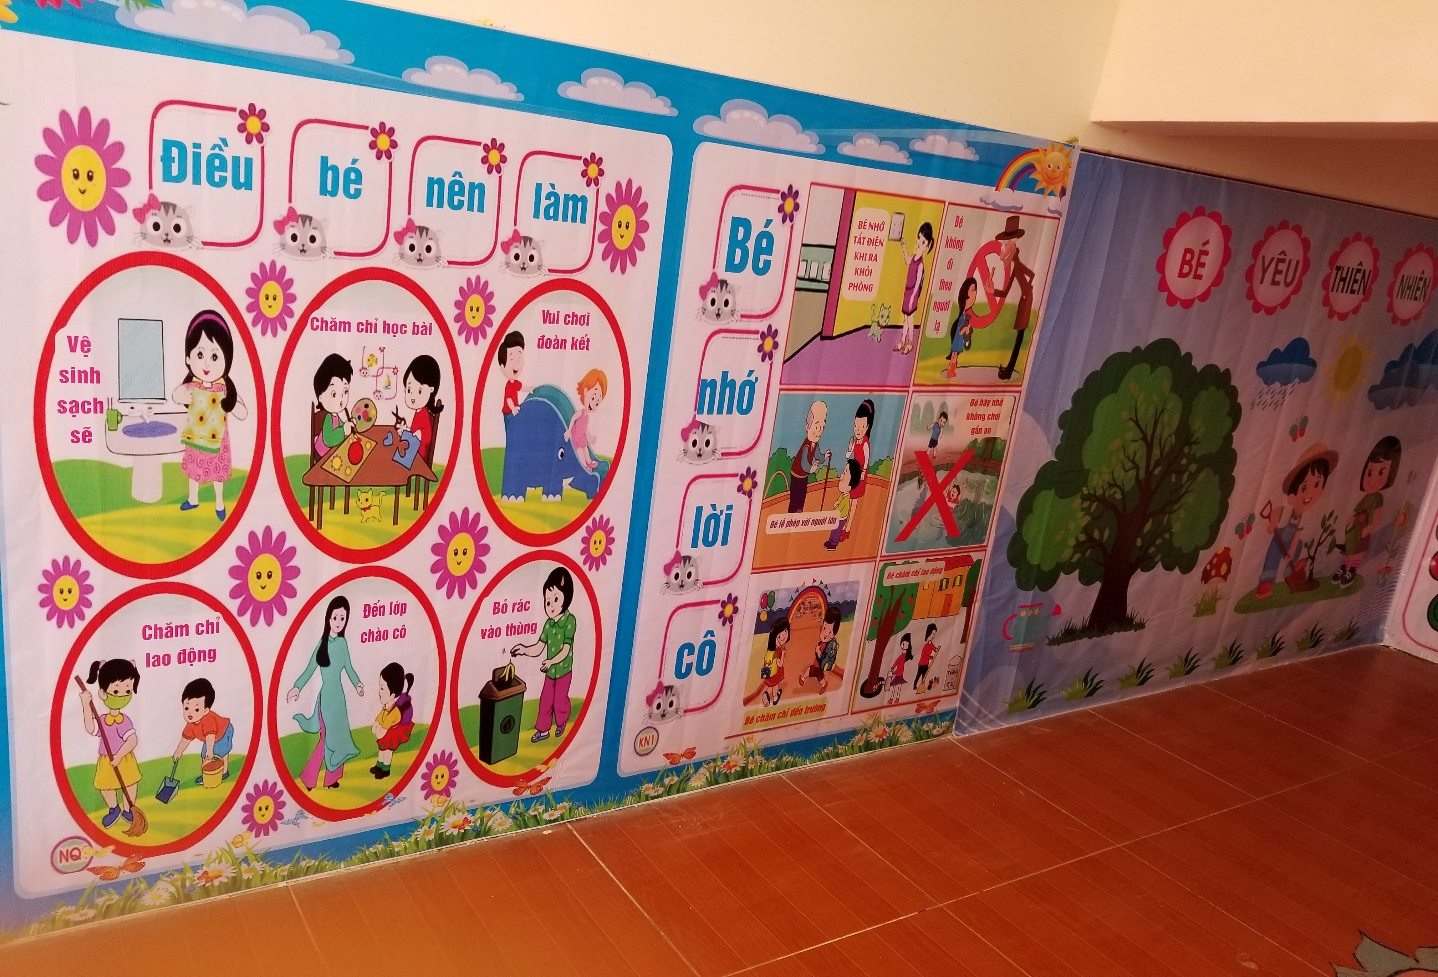 Điều bé nên làm
Vệ
sinh
sạch
sẽ
Chăm chỉ học bài
Vui chơi
đoàn kết
Chăm chỉ
lao động
Đến lớp
chào cô
Bỏ rác
vào thùng
NQ
Bé
nhớ
lời
cô
BÉ NHỚ
TẮT ĐIỆN
KHI RA
KHỎI
PHÒNG
Bé
không
đi
theo
người
lạ
Bé lễ phép với người lớn
Bé hãy nhớ
không chơi
gần ao
Bé chăm chỉ đến trường
Bé chăm chỉ lao động
KN1
BÉ YÊU THIÊN NHIÊN